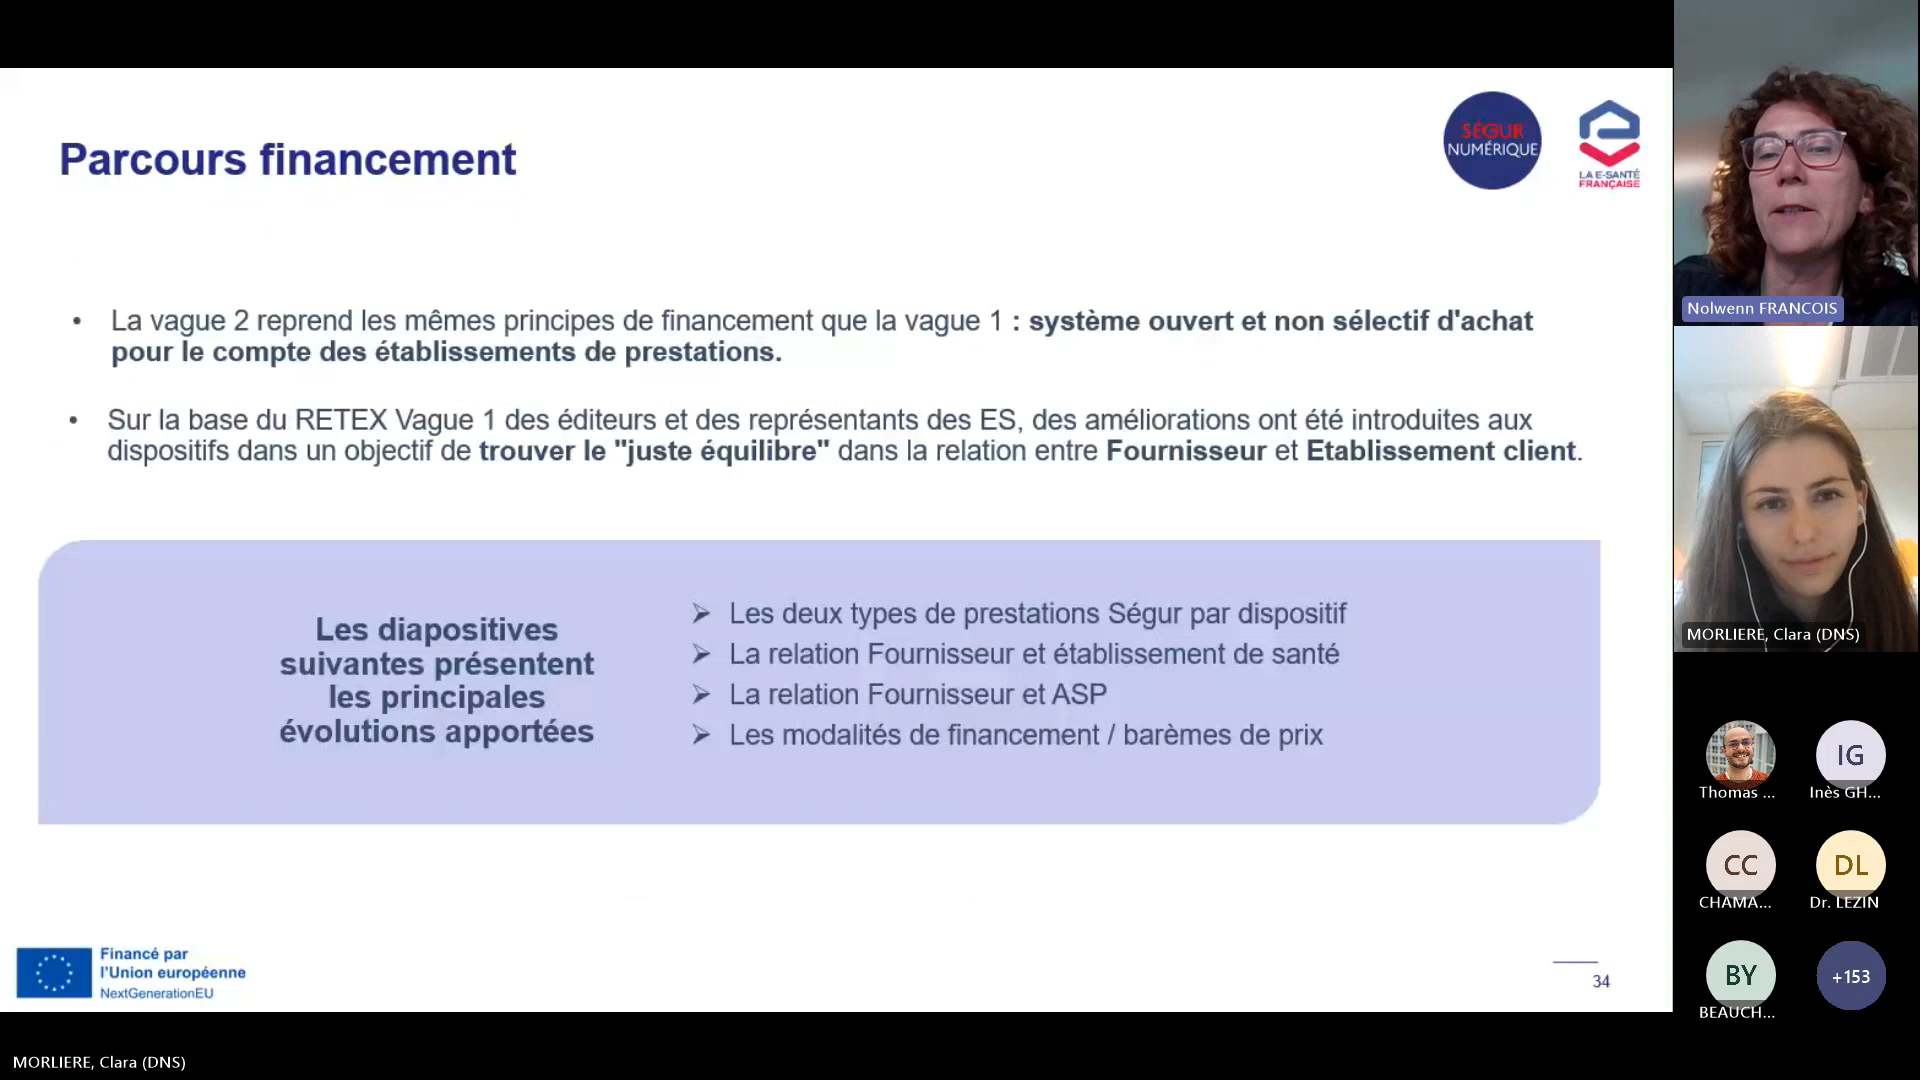 Parcours financement
SÉGUR
NUMÉRIQUE
LA E-SANTÉ
FRANÇAISE
• La vague 2 reprend les mêmes principes de financement que la vague 1 : système ouvert et non sélectif d'achat
pour le compte des établissements de prestations.
• Sur la base du RETEX Vague 1 des éditeurs et des représentants des ES, des améliorations ont été introduites aux
dispositifs dans un objectif de trouver le "juste équilibre" dans la relation entre Fournisseur et Etablissement client.
Les diapositives
suivantes présentent
les principales
évolutions apportées
➢ Les deux types de prestations Ségur par dispositif
➢ La relation Fournisseur et établissement de santé
➢ La relation Fournisseur et ASP
➢ Les modalités de financement / barèmes de prix
Financé par
l'Union européenne
NextGenerationEU
34
MORLIERE, Clara (DNS)
Nolwenn FRANCOIS
MORLIERE, Clara (DNS)
Thomas ...
IG
Inès GH...
CC
CHAMA...
DL
Dr. LEZIN
BY
BEAUCH...
+153